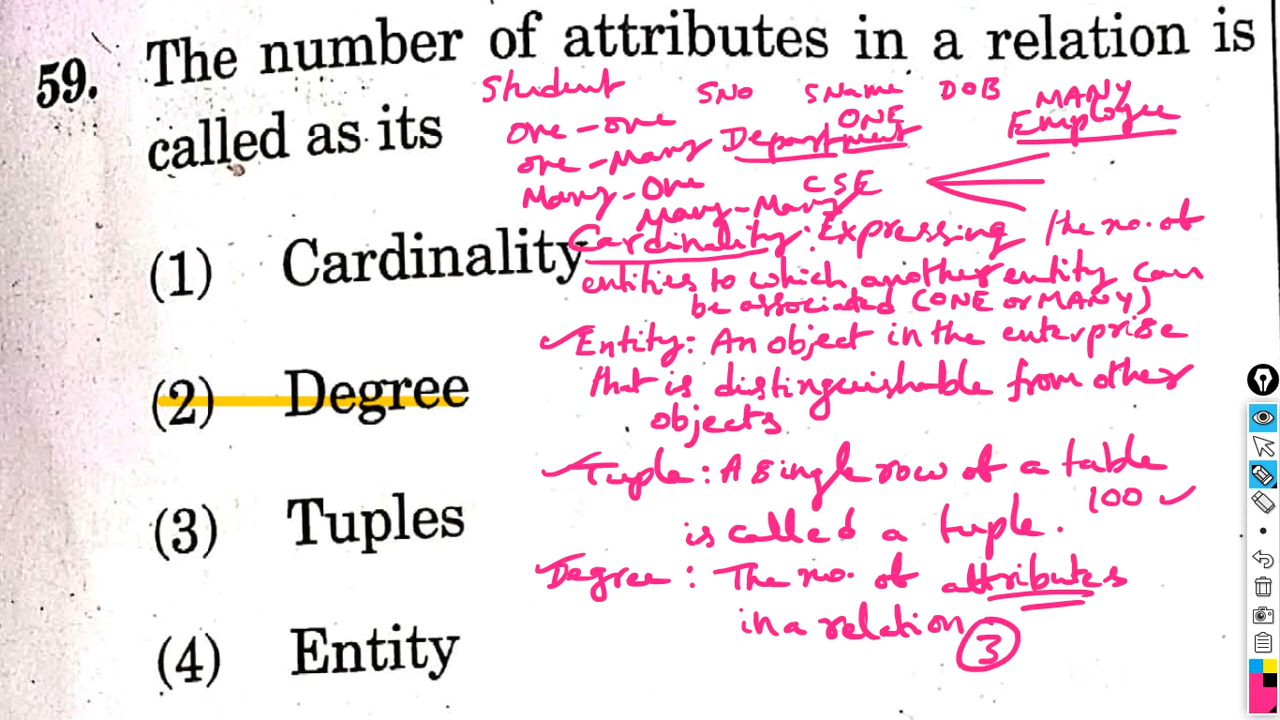 59. The number of attributes in a relation is
called as its
Student SNO SName DOB
one-one
one-Many
Many-One
Many-Many
ONE
Department
MANY
Employee
CSE
(1) Cardinality
Cardinality: Expressing the no. of
entities to which another entity can
be associated (ONE or MANY)
Entity: An object in the enterprise
that is distinguishable from other
objects
(2) Degree
Tuple: A single row of a table
is called a tuple. 100
(3) Tuples
Degree: The no. of attributes
in a relation 3
(4) Entity